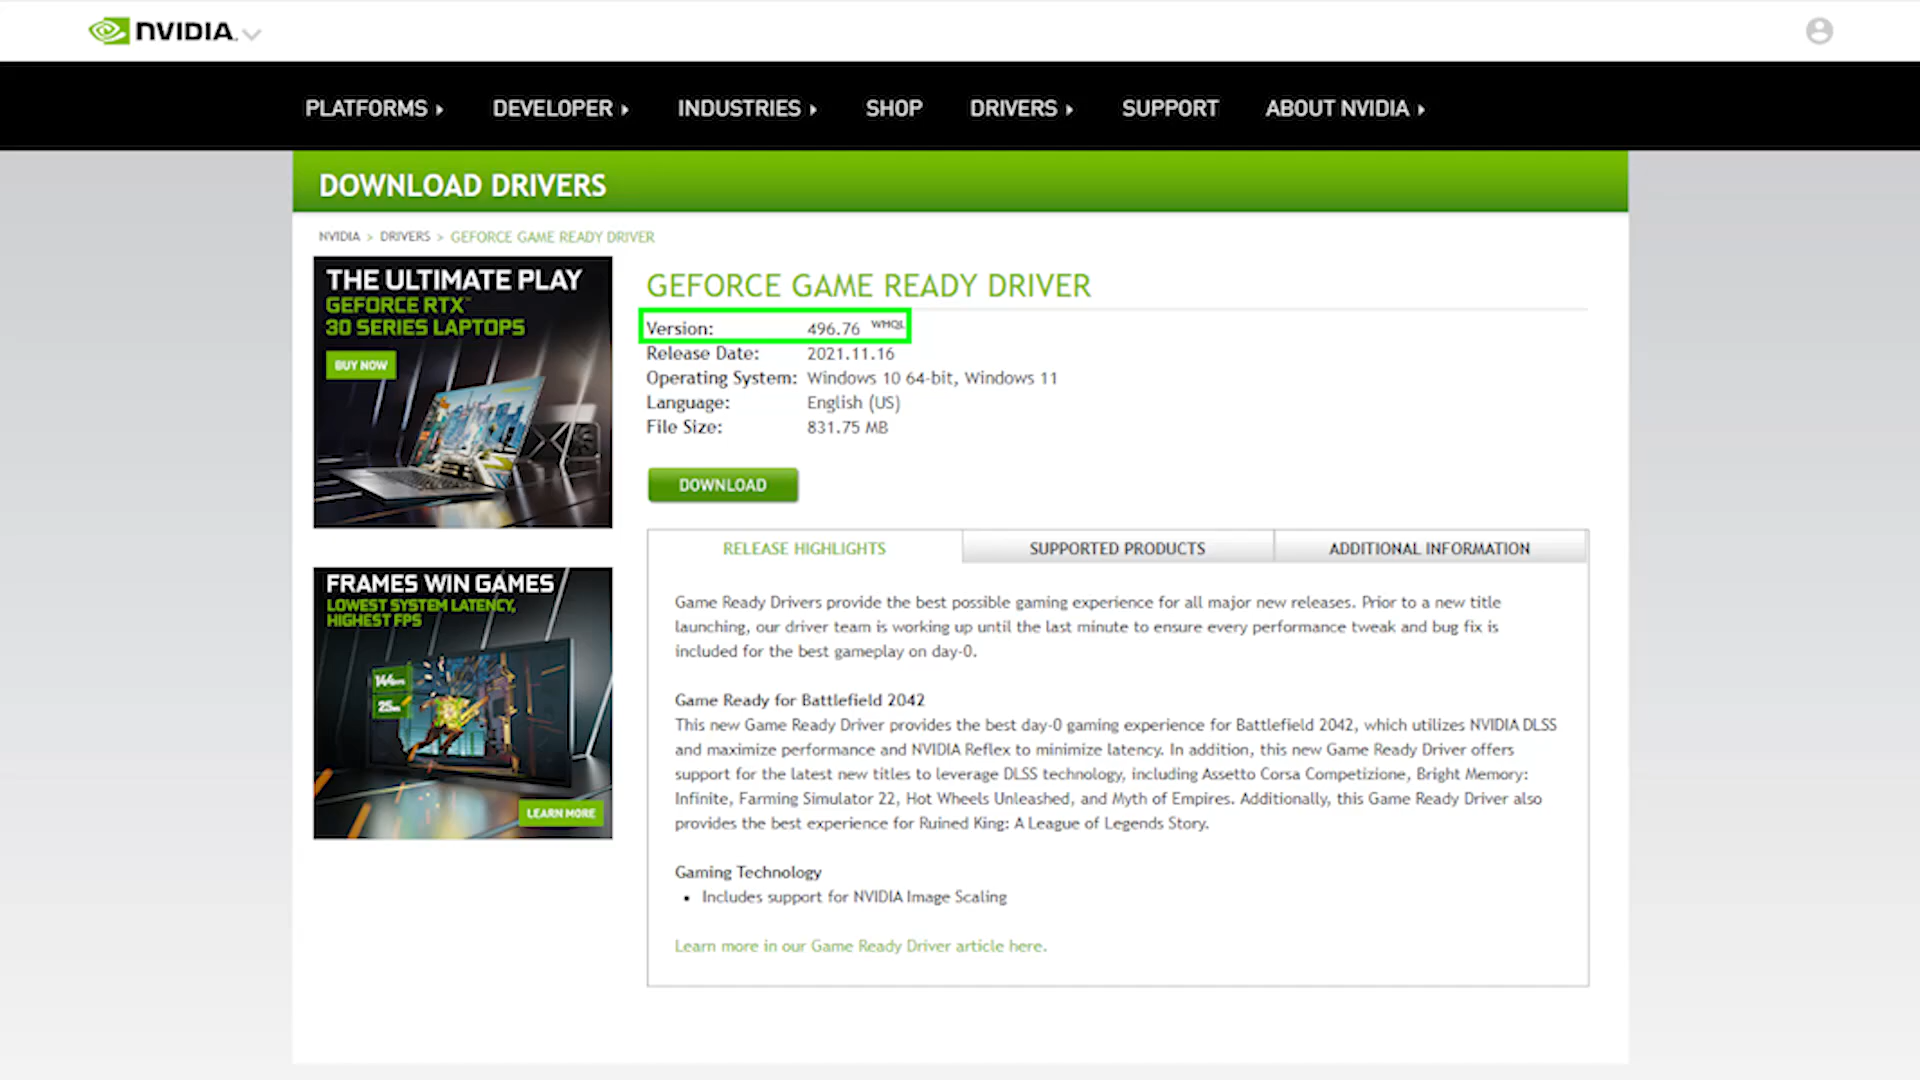 NVIDIA.
PLATFORMS DEVELOPER INDUSTRIES SHOP DRIVERS SUPPORT ABOUT NVIDIA
DOWNLOAD DRIVERS
NVIDIA > DRIVERS > GEFORCE GAME READY DRIVER
THE ULTIMATE PLAY
GEFORCE RTX™
30 SERIES LAPTOPS
BUY NOW
FRAMES WIN GAMES
LOWEST SYSTEM LATENCY,
HIGHEST FPS
144
25
LEARN MORE
GEFORCE GAME READY DRIVER
Version: 496.76 WHQL
Release Date: 2021.11.16
Operating System: Windows 10 64-bit, Windows 11
Language: English (US)
File Size: 831.75 MB
DOWNLOAD
RELEASE HIGHLIGHTS SUPPORTED PRODUCTS ADDITIONAL INFORMATION
Game Ready Drivers provide the best possible gaming experience for all major new releases. Prior to a new title
launching, our driver team is working up until the last minute to ensure every performance tweak and bug fix is
included for the best gameplay on day-0.
Game Ready for Battlefield 2042
This new Game Ready Driver provides the best day-0 gaming experience for Battlefield 2042, which utilizes NVIDIA DLSS
and maximize performance and NVIDIA Reflex to minimize latency. In addition, this new Game Ready Driver offers
support for the latest new titles to leverage DLSS technology, including Assetto Corsa Competizione, Bright Memory:
Infinite, Farming Simulator 22, Hot Wheels Unleashed, and Myth of Empires. Additionally, this Game Ready Driver also
provides the best experience for Ruined King: A League of Legends Story.
Gaming Technology
• Includes support for NVIDIA Image Scaling
Learn more in our Game Ready Driver article here.